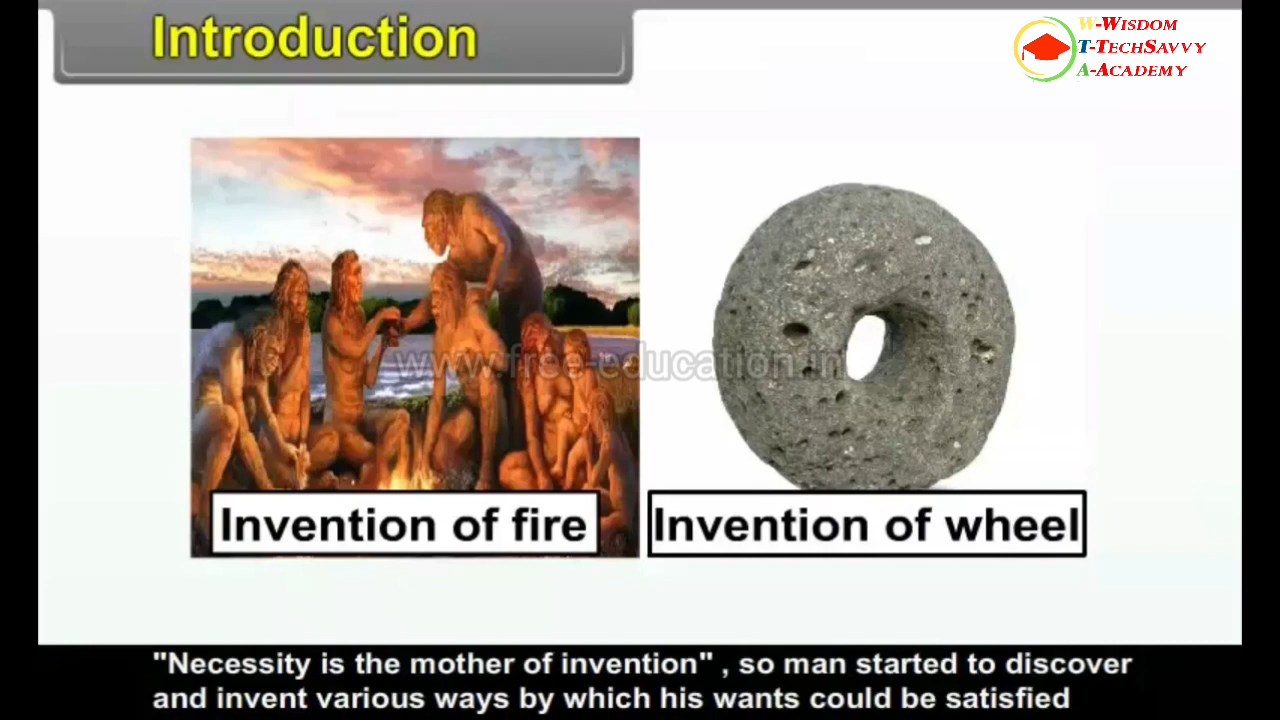 Introduction
W-Wisdom
T-TechSavvy
A-Academy
www.free-education.in
Invention of fire
Invention of wheel
"Necessity is the mother of invention" , so man started to discover
and invent various ways by which his wants could be satisfied